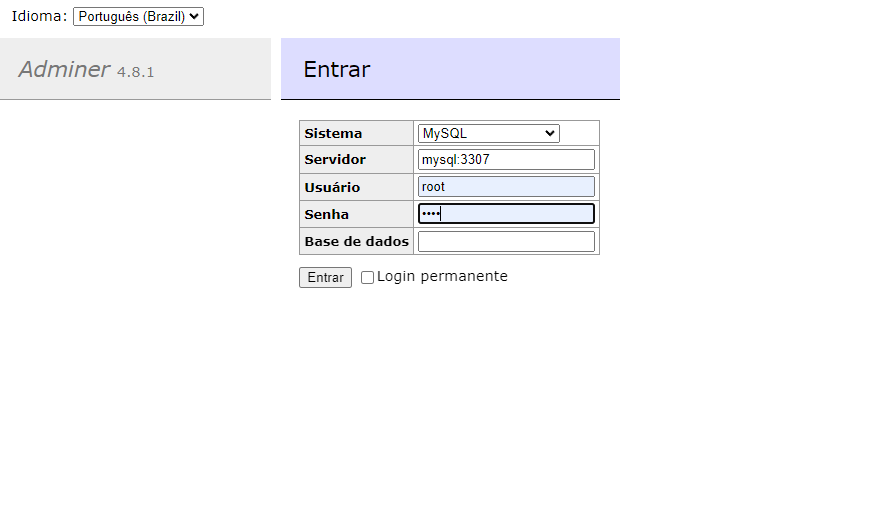 Idioma: Português (Brazil)
Adminer 4.8.1
Entrar
Sistema MySQL
Servidor mysql:3307
Usuário root
Senha ••••
Base de dados
Entrar Login permanente